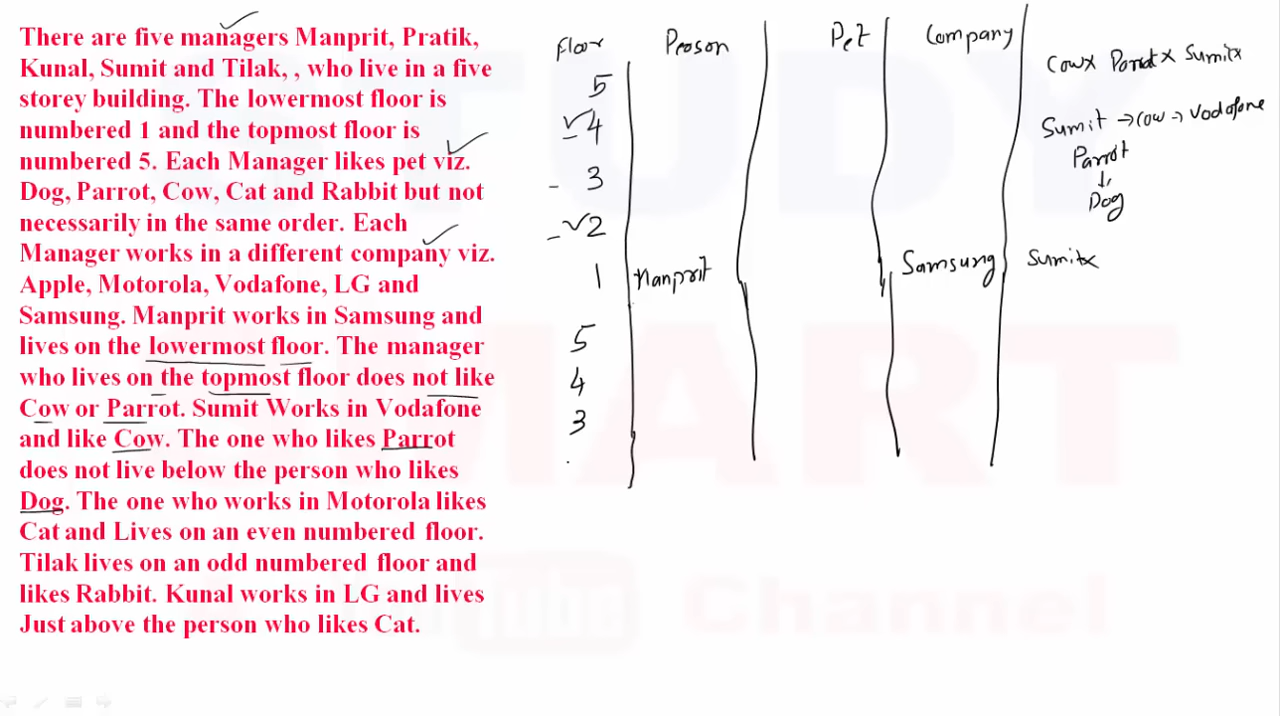 There are five managers Manprit, Pratik,
Kunal, Sumit and Tilak, , who live in a five
storey building. The lowermost floor is
numbered 1 and the topmost floor is
numbered 5. Each Manager likes pet viz.
Dog, Parrot, Cow, Cat and Rabbit but not
necessarily in the same order. Each
Manager works in a different company viz.
Apple, Motorola, Vodafone, LG and
Samsung. Manprit works in Samsung and
lives on the lowermost floor. The manager
who lives on the topmost floor does not like
Cow or Parrot. Sumit Works in Vodafone
and like Cow. The one who likes Parrot
does not live below the person who likes
Dog. The one who works in Motorola likes
Cat and Lives on an even numbered floor.
Tilak lives on an odd numbered floor and
likes Rabbit. Kunal works in LG and lives
Just above the person who likes Cat.
Floor Person Pet Company
5
4
3
2
1 Manprit Samsung Sumit x
5
4
3
Cow x Parrot x Sumit x
Sumit → Cow → Vodafone
Parrot
↓
Dog
STUDY
SMART
A YouTube Channel